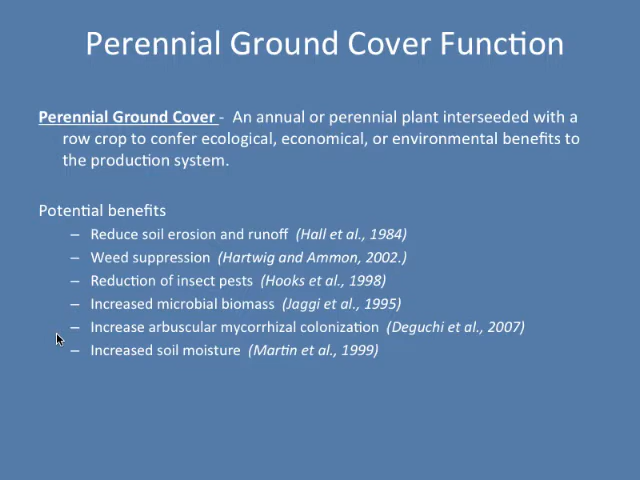 Perennial Ground Cover Function
Perennial Ground Cover - An annual or perennial plant interseeded with a
row crop to confer ecological, economical, or environmental benefits to
the production system.
Potential benefits
– Reduce soil erosion and runoff (Hall et al., 1984)
– Weed suppression (Hartwig and Ammon, 2002.)
– Reduction of insect pests (Hooks et al., 1998)
– Increased microbial biomass (Jaggi et al., 1995)
– Increase arbuscular mycorrhizal colonization (Deguchi et al., 2007)
– Increased soil moisture (Martin et al., 1999)